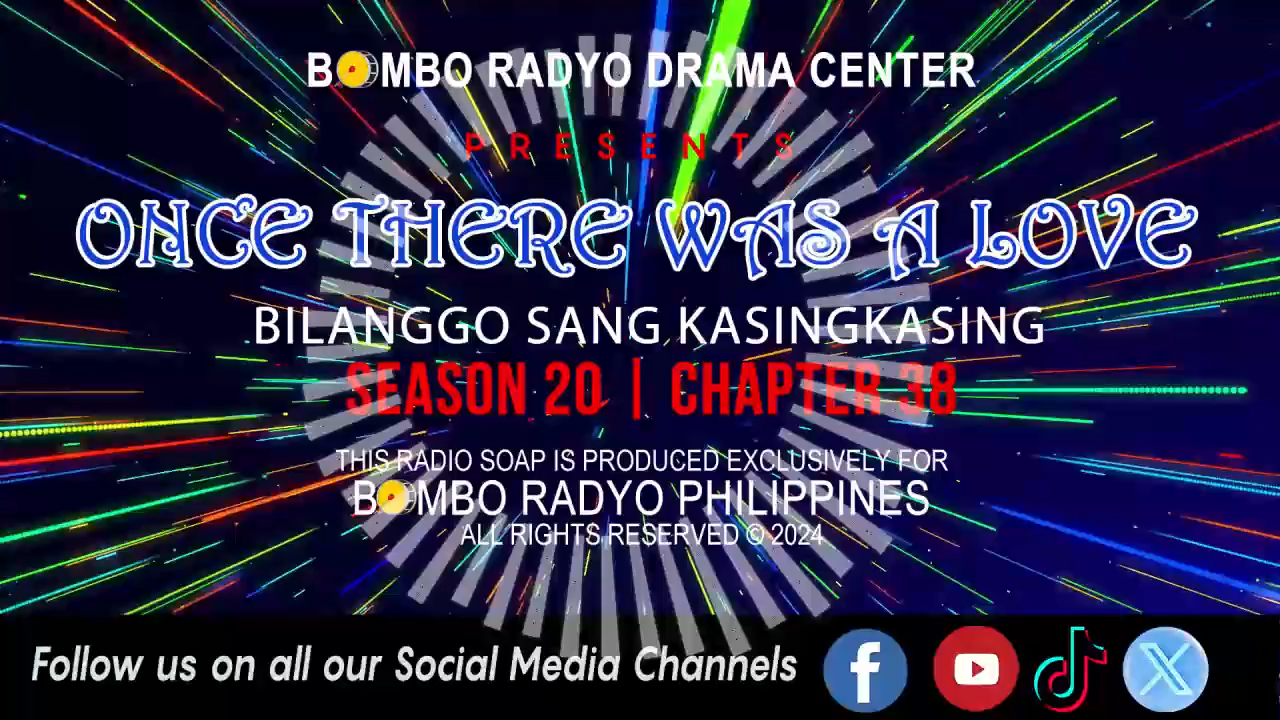 BOMBO RADYO DRAMA CENTER
PRESENTS
ONCE THERE WAS A LOVE
BILANGGO SANG KASINGKASING
SEASON 20 | CHAPTER 38
THIS RADIO SOAP IS PRODUCED EXCLUSIVELY FOR
BOMBO RADYO PHILIPPINES
ALL RIGHTS RESERVED © 2024
Follow us on all our Social Media Channels